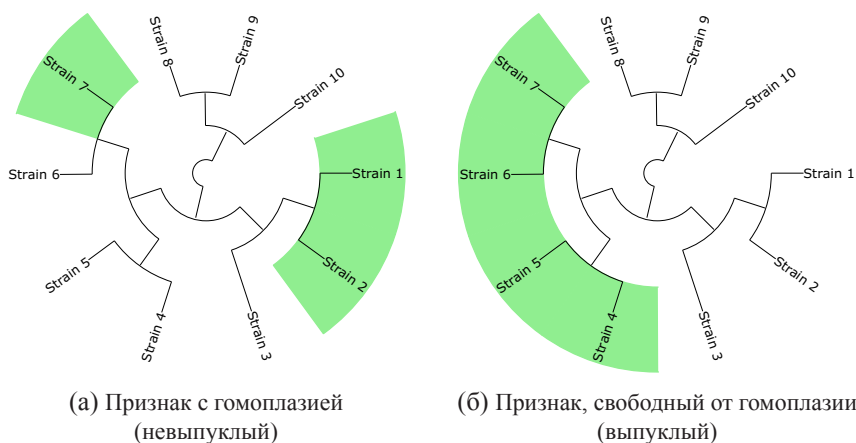 Strain 9
Strain 8
Strain 7
Strain 10
Strain 6
Strain 1
Strain 5
Strain 2
Strain 4
Strain 3
(а) Признак с гомоплазией
(невыпуклый)
Strain 9
Strain 8
Strain 7
Strain 10
Strain 6
Strain 1
Strain 5
Strain 2
Strain 4
Strain 3
(б) Признак, свободный от гомоплазии
(выпуклый)